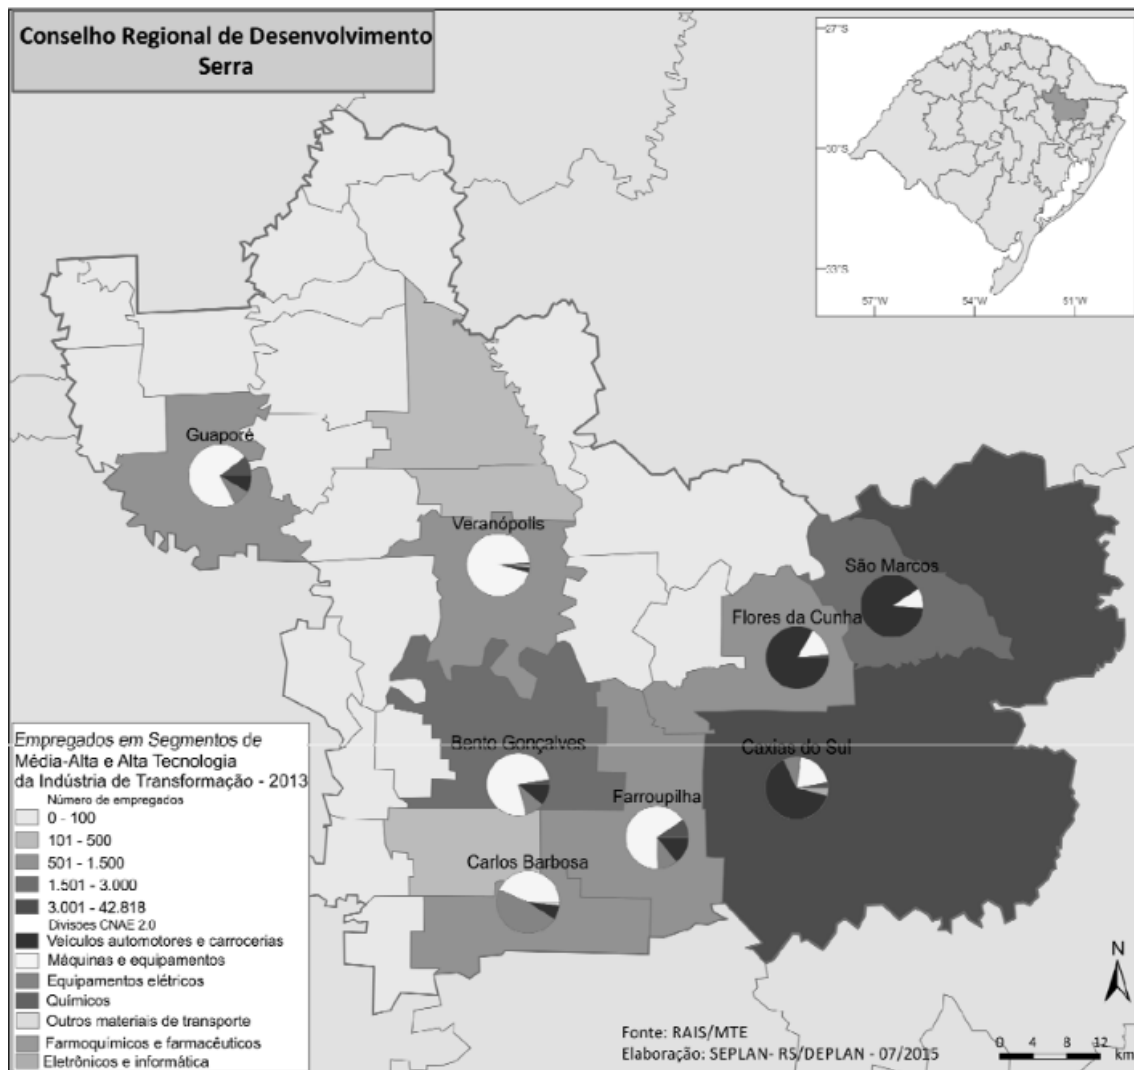 Conselho Regional de Desenvolvimento
Serra
27°S
30°S
33°S
57°W
54°W
51°W
Guaporé
Veranópolis
São Marcos
Flores da Cunha
Bento Gonçalves
Caxias do Sul
Farroupilha
Carlos Barbosa
Empregados em Segmentos de
Média-Alta e Alta Tecnologia
da Indústria de Transformação - 2013
Número de empregados
0 - 100
101 - 500
501 - 1.500
1.501 - 3.000
3.001 - 42.818
Divisões CNAE 2.0
Veículos automotores e carrocerias
Máquinas e equipamentos
Equipamentos elétricos
Químicos
Outros materiais de transporte
Farmoquímicos e farmacêuticos
Eletrônicos e informática
N
Fonte: RAIS/MTE
Elaboração: SEPLAN- RS/DEPLAN - 07/2015
0 4 8 12
km